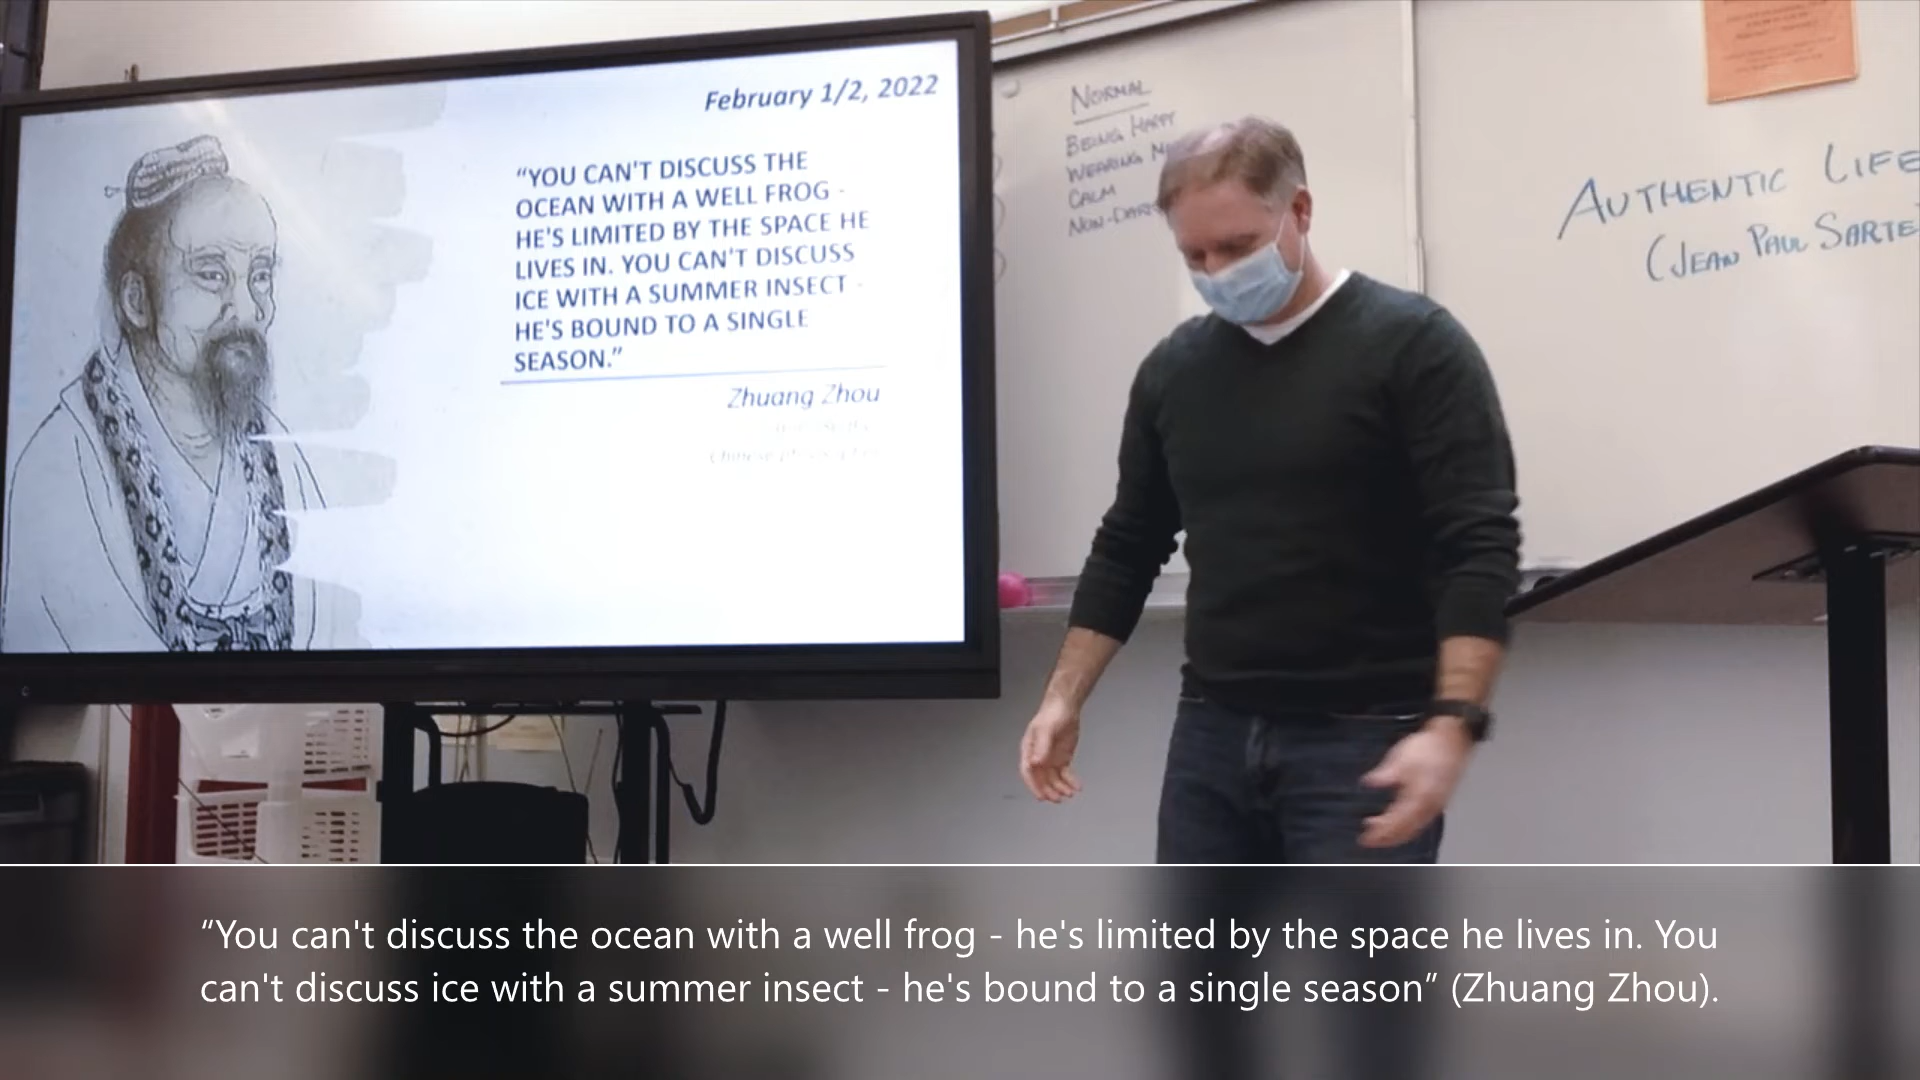 February 1/2, 2022
“YOU CAN'T DISCUSS THE
OCEAN WITH A WELL FROG -
HE'S LIMITED BY THE SPACE HE
LIVES IN. YOU CAN'T DISCUSS
ICE WITH A SUMMER INSECT -
HE'S BOUND TO A SINGLE
SEASON.”
Zhuang Zhou
NORMAL
BEING HAPPY
WEARING
CALM
AUTHENTIC LIFE
(JEAN PAUL SARTE
“You can't discuss the ocean with a well frog - he's limited by the space he lives in. You
can't discuss ice with a summer insect - he's bound to a single season” (Zhuang Zhou).